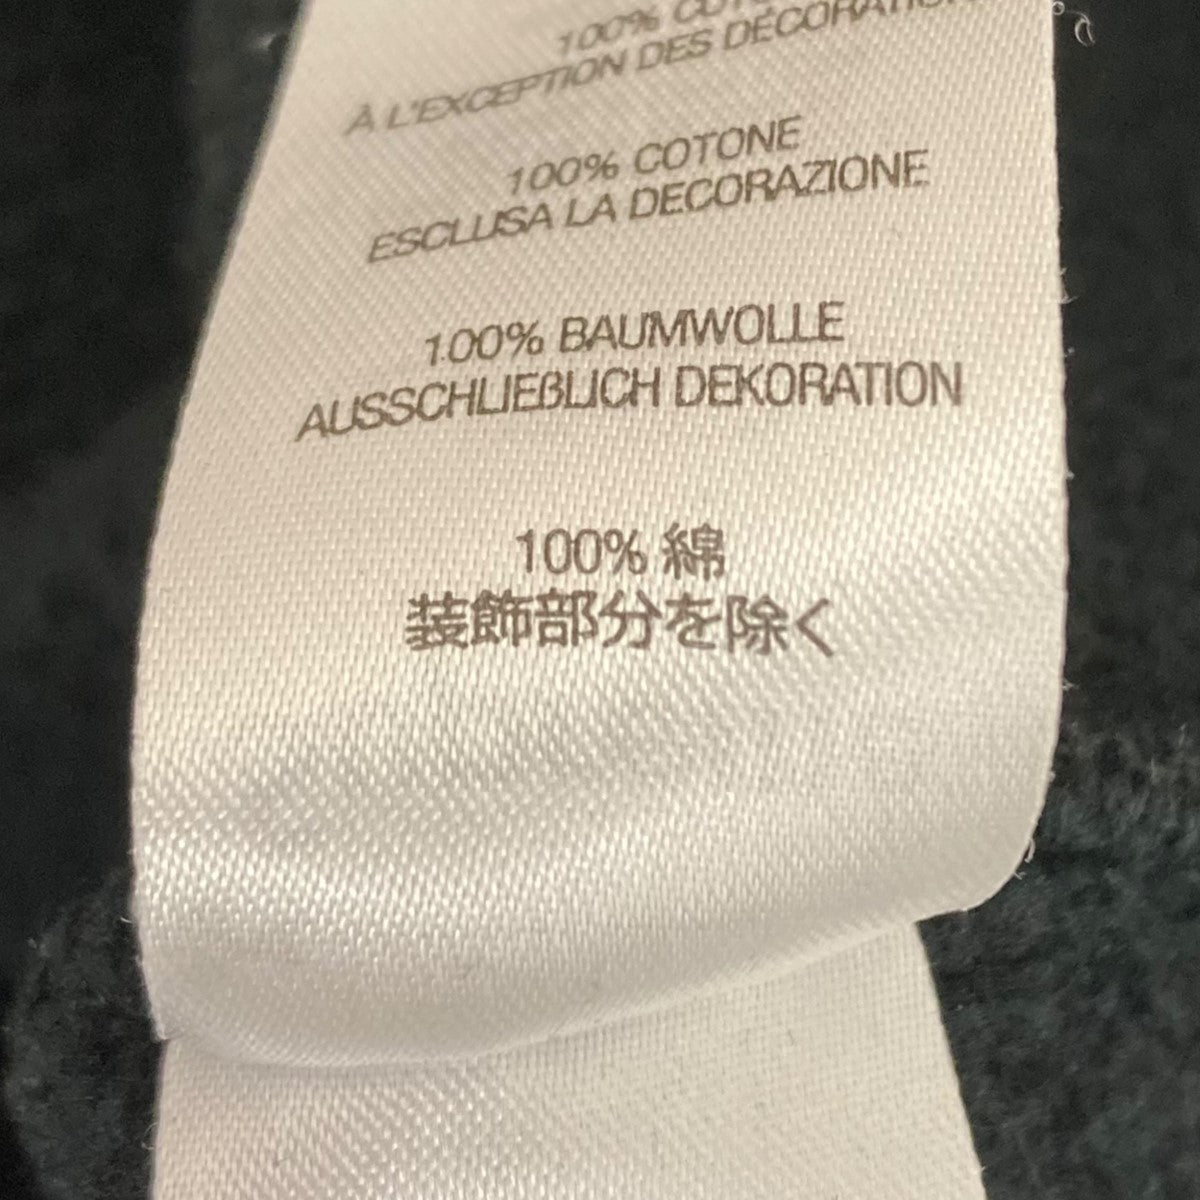 100%
À L'EXCEPTION DES
100% COTONE
ESCLUSA LA DECORAZIONE
100% BAUMWOLLE
AUSSCHLIEßLICH DEKORATION
100% 綿
装飾部分を除く